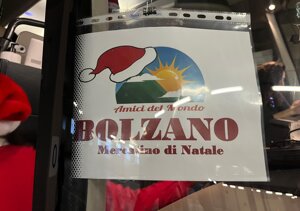 Amici del Mondo
BOLZANO
Mercatino di Natale